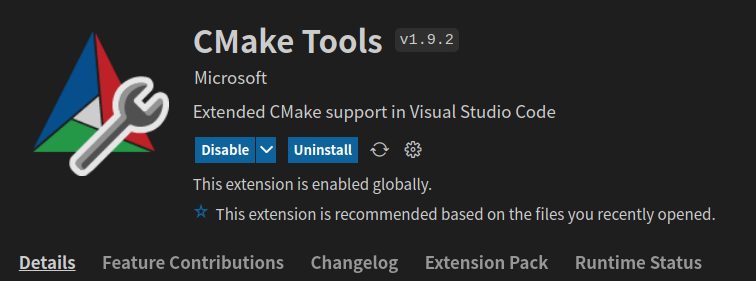 CMake Tools v1.9.2
Microsoft
Extended CMake support in Visual Studio Code
Disable Uninstall
This extension is enabled globally.
This extension is recommended based on the files you recently opened.
Details Feature Contributions Changelog Extension Pack Runtime Status